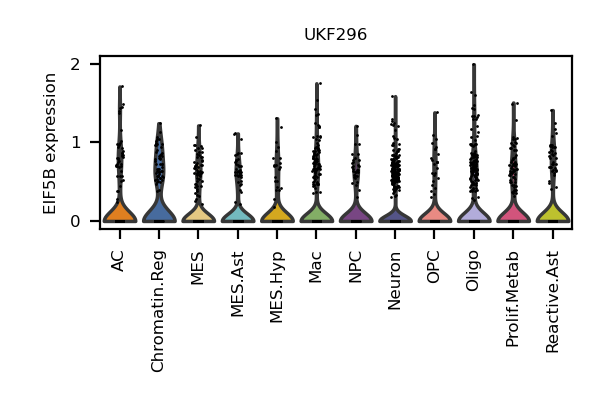 UKF296
EIF5B expression
2
1
0
AC
Chromatin.Reg
MES
MES.Ast
MES.Hyp
Mac
NPC
Neuron
OPC
Oligo
Prolif.Metab
Reactive.Ast